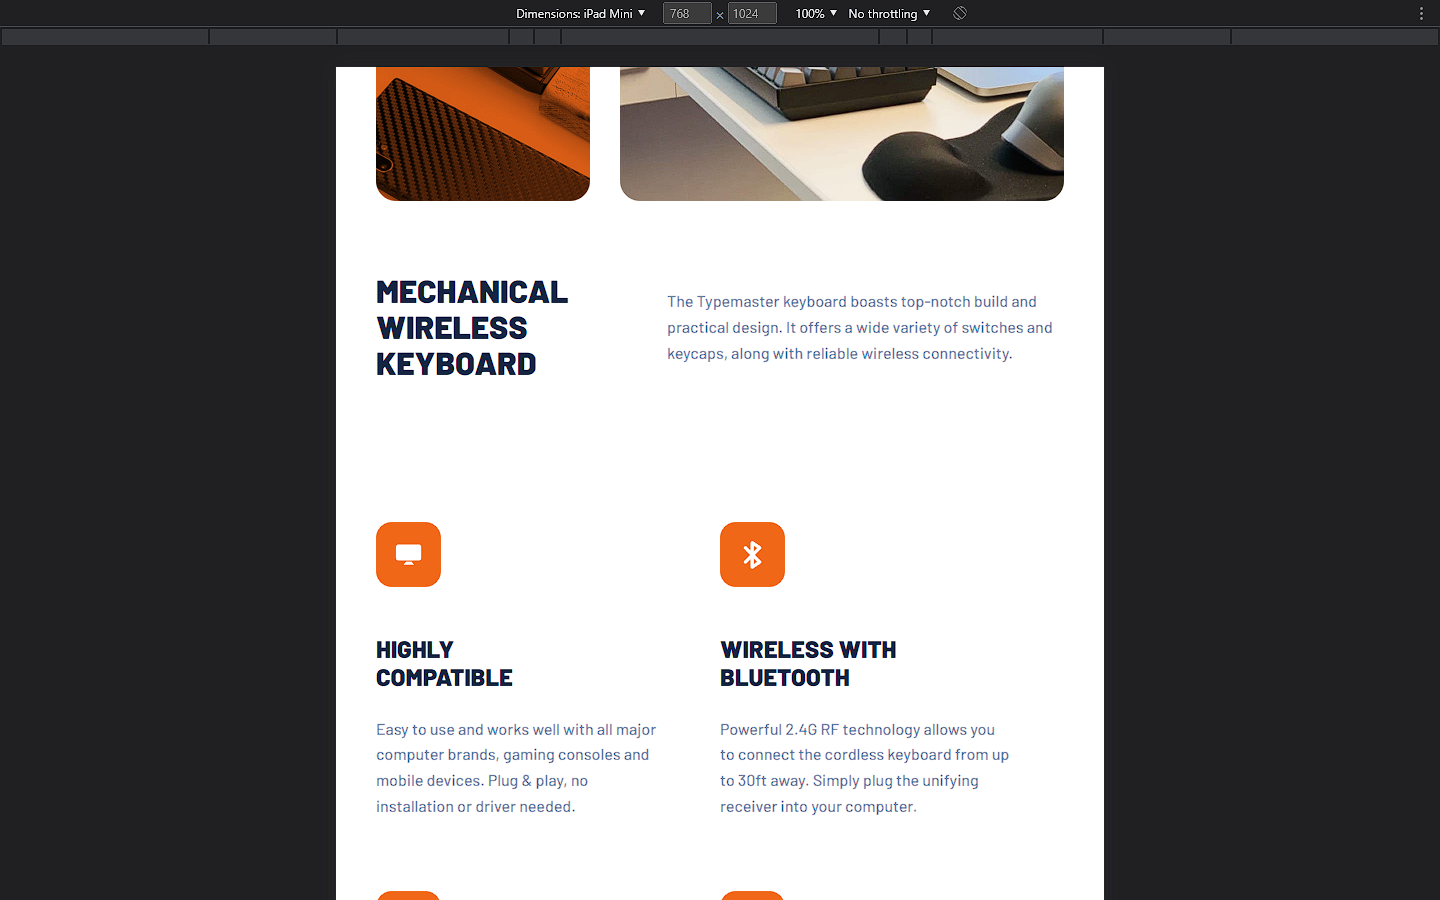 Dimensions: iPad Mini ▼ 768 × 1024 100% ▼ No throttling ▼
MECHANICAL
WIRELESS
KEYBOARD
The Typemaster keyboard boasts top-notch build and
practical design. It offers a wide variety of switches and
keycaps, along with reliable wireless connectivity.
HIGHLY
COMPATIBLE
Easy to use and works well with all major
computer brands, gaming consoles and
mobile devices. Plug & play, no
installation or driver needed.
WIRELESS WITH
BLUETOOTH
Powerful 2.4G RF technology allows you
to connect the cordless keyboard from up
to 30ft away. Simply plug the unifying
receiver into your computer.